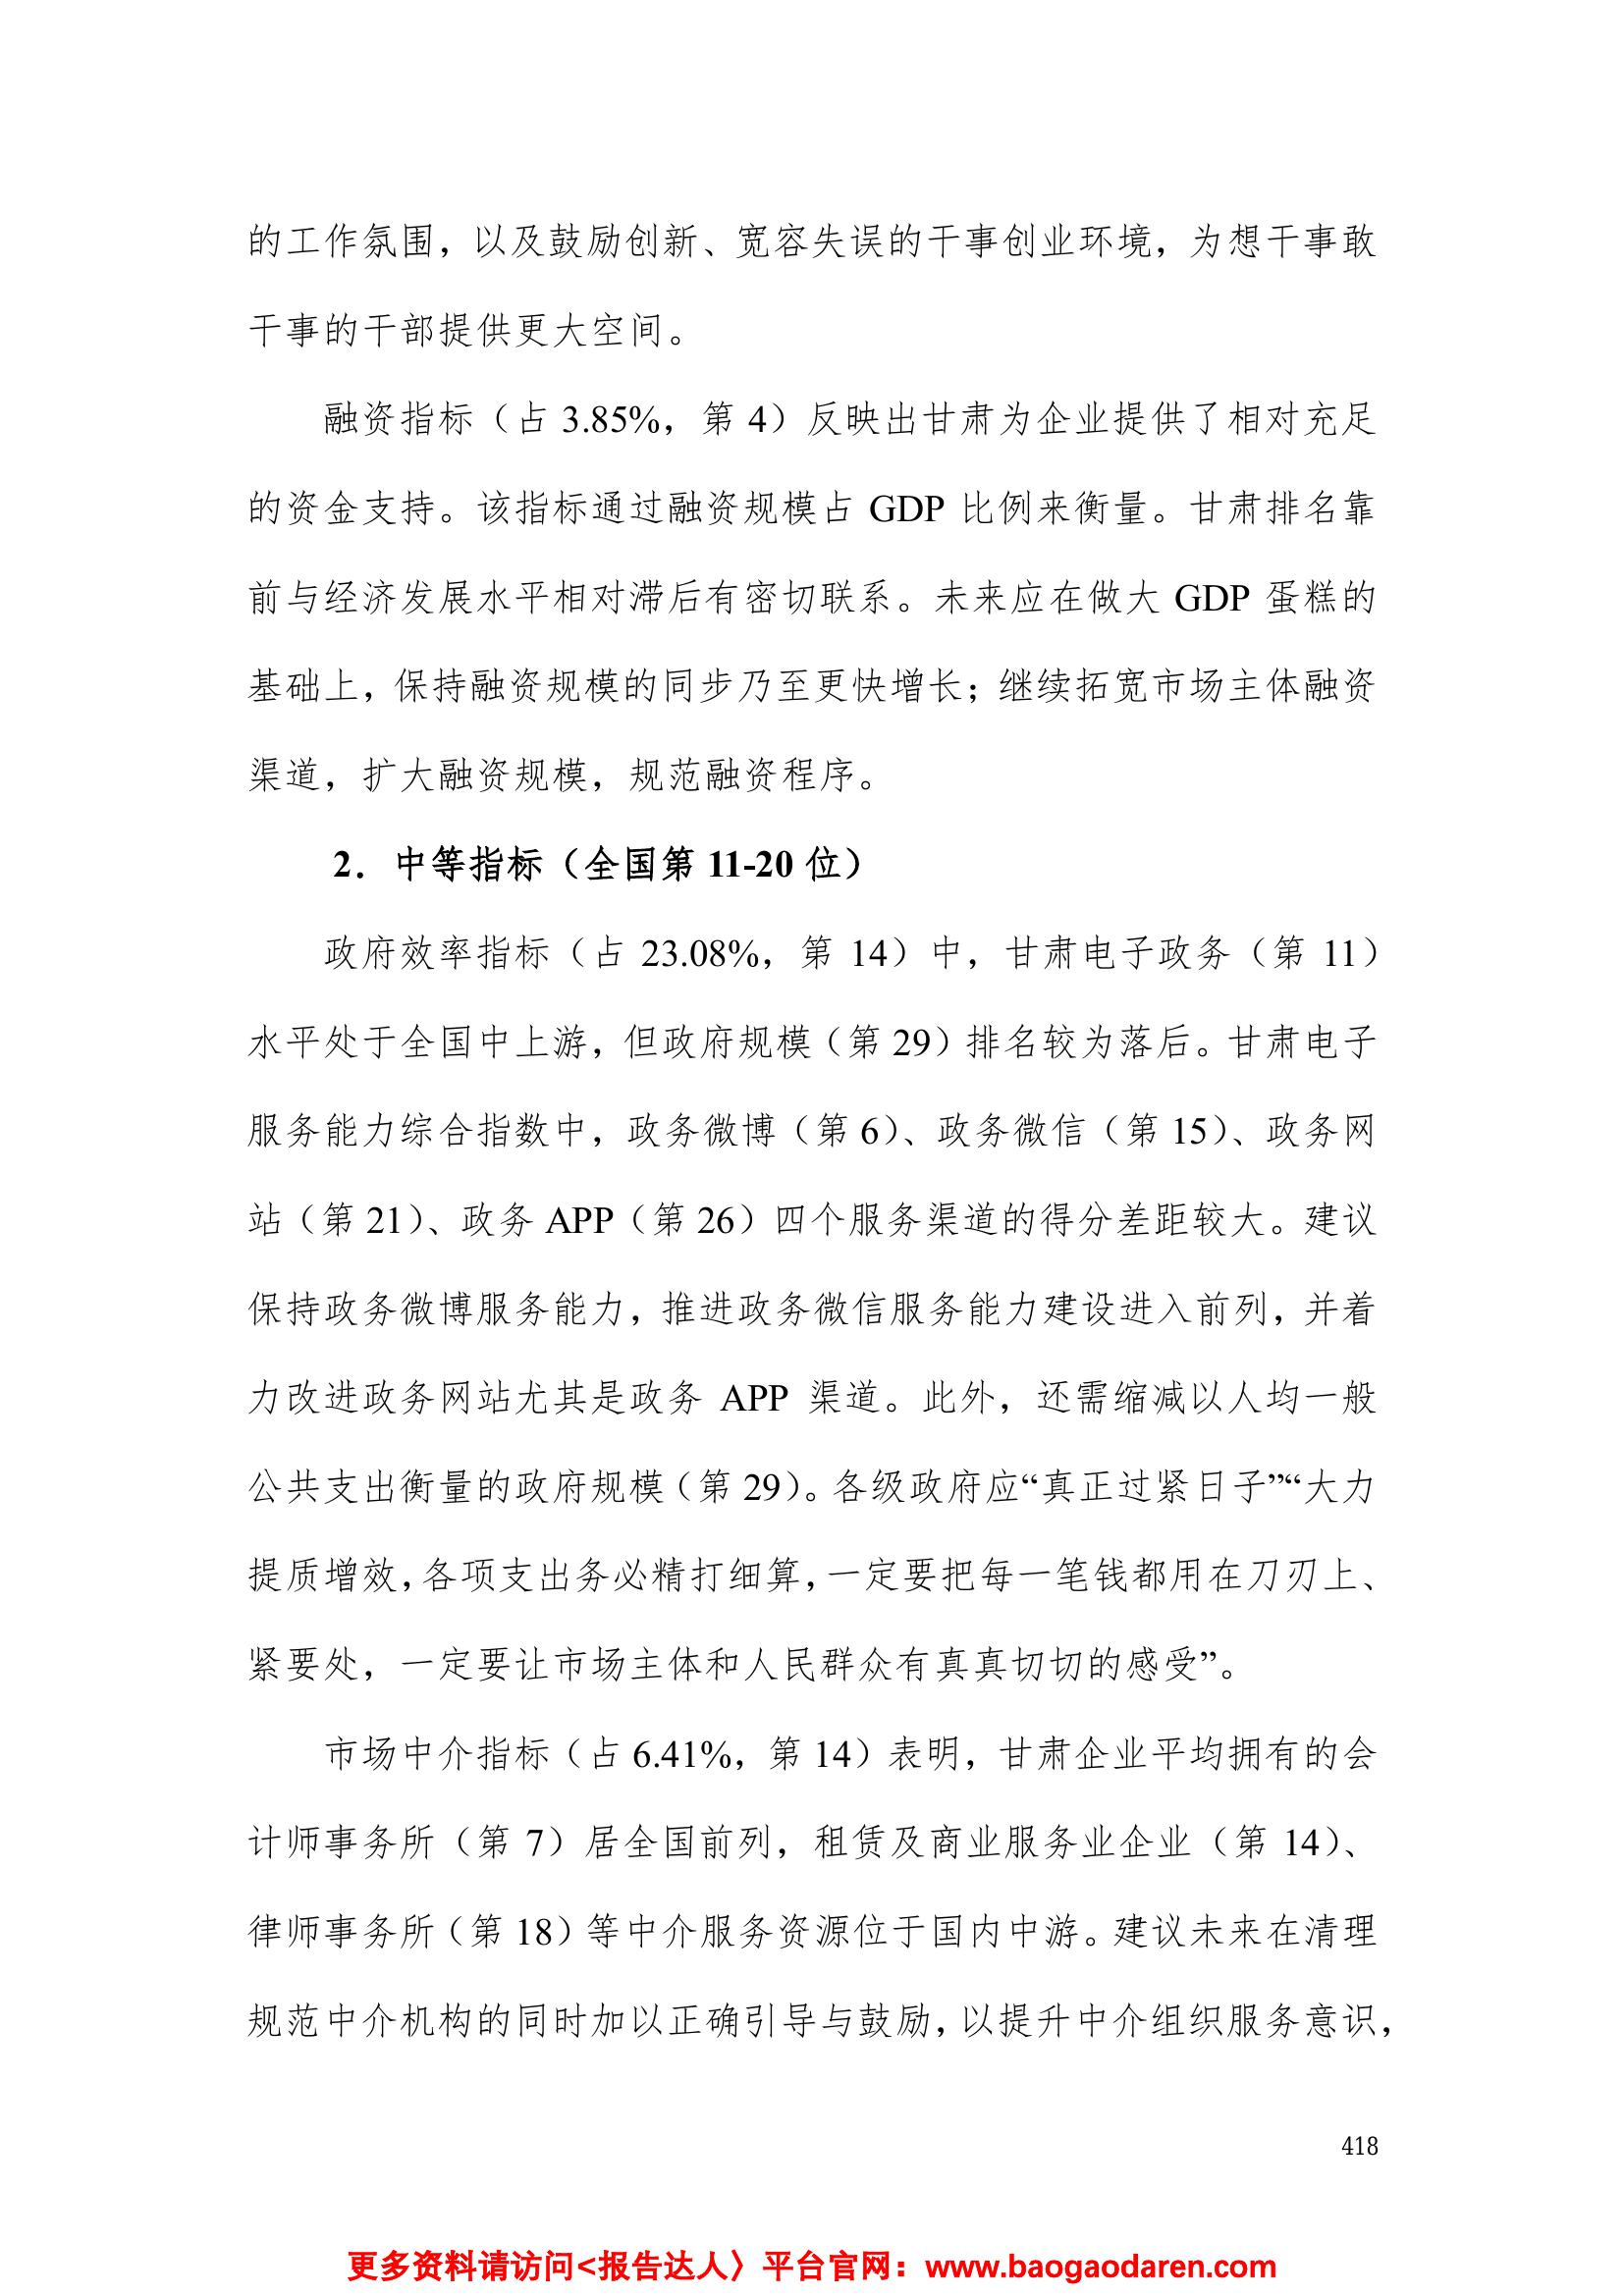 的工作氛围，以及鼓励创新、宽容失误的干事创业环境，为想干事敢
干事的干部提供更大空间。
融资指标（占 3.85%，第 4）反映出甘肃为企业提供了相对充足
的资金支持。该指标通过融资规模占 GDP 比例来衡量。甘肃排名靠
前与经济发展水平相对滞后有密切联系。未来应在做大 GDP 蛋糕的
基础上，保持融资规模的同步乃至更快增长；继续拓宽市场主体融资
渠道，扩大融资规模，规范融资程序。
2．中等指标（全国第 11-20 位）
政府效率指标（占 23.08%，第 14）中，甘肃电子政务（第 11）
水平处于全国中上游，但政府规模（第 29）排名较为落后。甘肃电子
服务能力综合指数中，政务微博（第 6）、政务微信（第 15）、政务网
站（第 21）、政务 APP（第 26）四个服务渠道的得分差距较大。建议
保持政务微博服务能力，推进政务微信服务能力建设进入前列，并着
力改进政务网站尤其是政务 APP 渠道。此外，还需缩减以人均一般
公共支出衡量的政府规模（第 29）。各级政府应“真正过紧日子”“大力
提质增效，各项支出务必精打细算，一定要把每一笔钱都用在刀刃上、
紧要处，一定要让市场主体和人民群众有真真切切的感受”。
市场中介指标（占 6.41%，第 14）表明，甘肃企业平均拥有的会
计师事务所（第 7）居全国前列，租赁及商业服务业企业（第 14）、
律师事务所（第 18）等中介服务资源位于国内中游。建议未来在清理
规范中介机构的同时加以正确引导与鼓励，以提升中介组织服务意识，
418
更多资料请访问<报告达人〉平台官网：www.baogaodaren.com